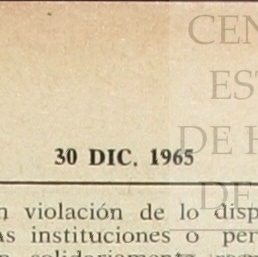 CEN
EST
DE H
DE
30 DIC. 1965
n violación de lo disp
as instituciones o per